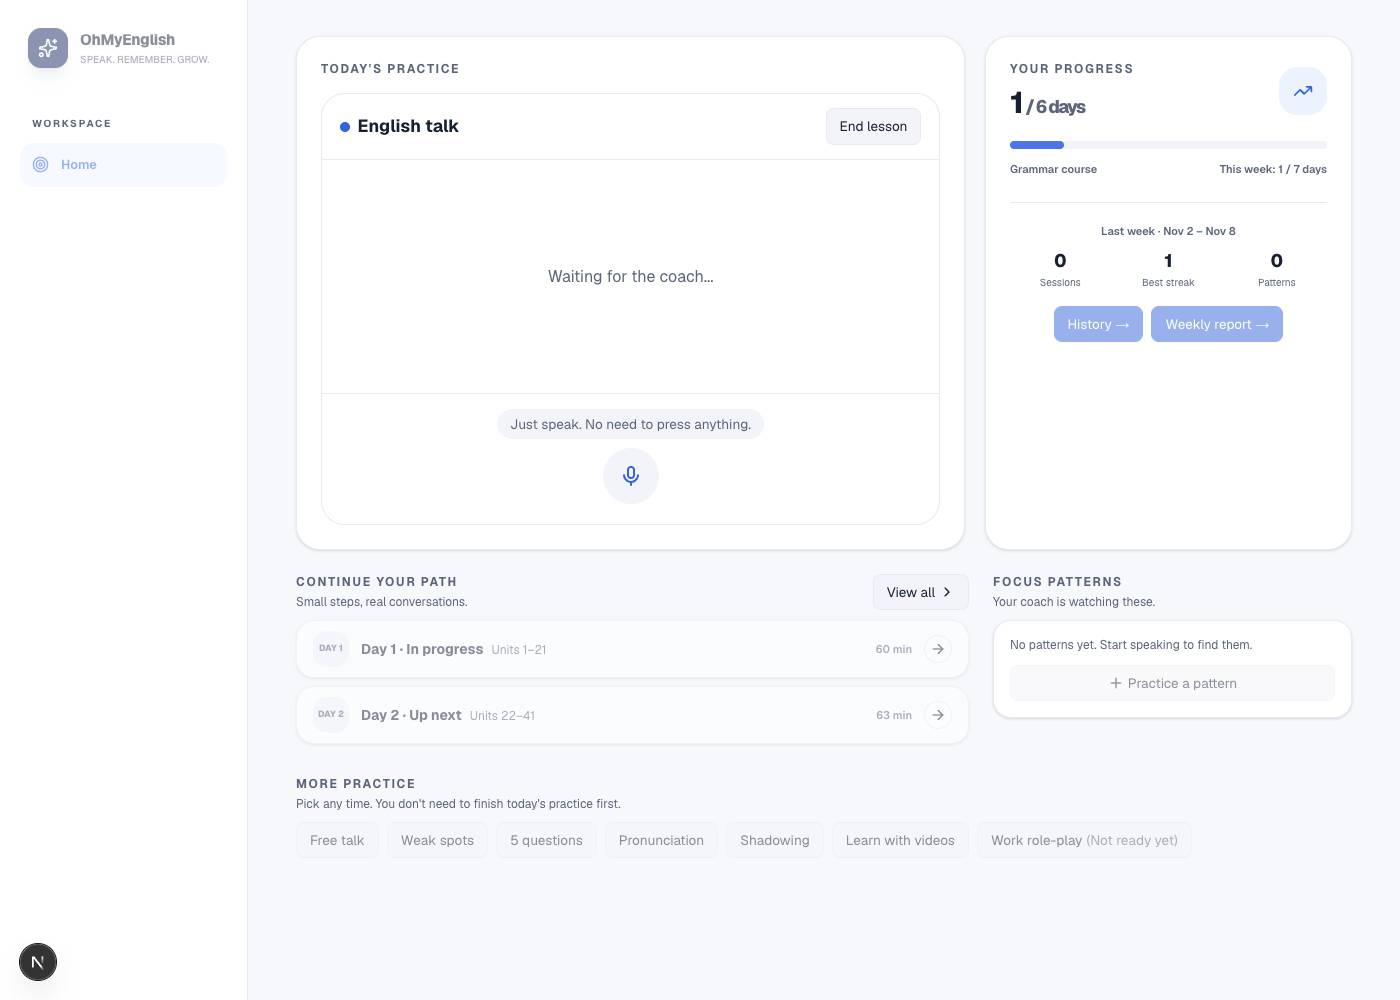 OhMyEnglish
SPEAK. REMEMBER. GROW.
WORKSPACE
Home
TODAY'S PRACTICE
English talk
End lesson
Waiting for the coach...
Just speak. No need to press anything.
YOUR PROGRESS
1 / 6 days
Grammar course
This week: 1 / 7 days
Last week · Nov 2 – Nov 8
0
1
0
Sessions
Best streak
Patterns
History →
Weekly report →
CONTINUE YOUR PATH
Small steps, real conversations.
View all
DAY 1
Day 1 · In progress Units 1–21
60 min
DAY 2
Day 2 · Up next Units 22–41
63 min
FOCUS PATTERNS
Your coach is watching these.
No patterns yet. Start speaking to find them.
Practice a pattern
MORE PRACTICE
Pick any time. You don't need to finish today's practice first.
Free talk
Weak spots
5 questions
Pronunciation
Shadowing
Learn with videos
Work role-play (Not ready yet)
N